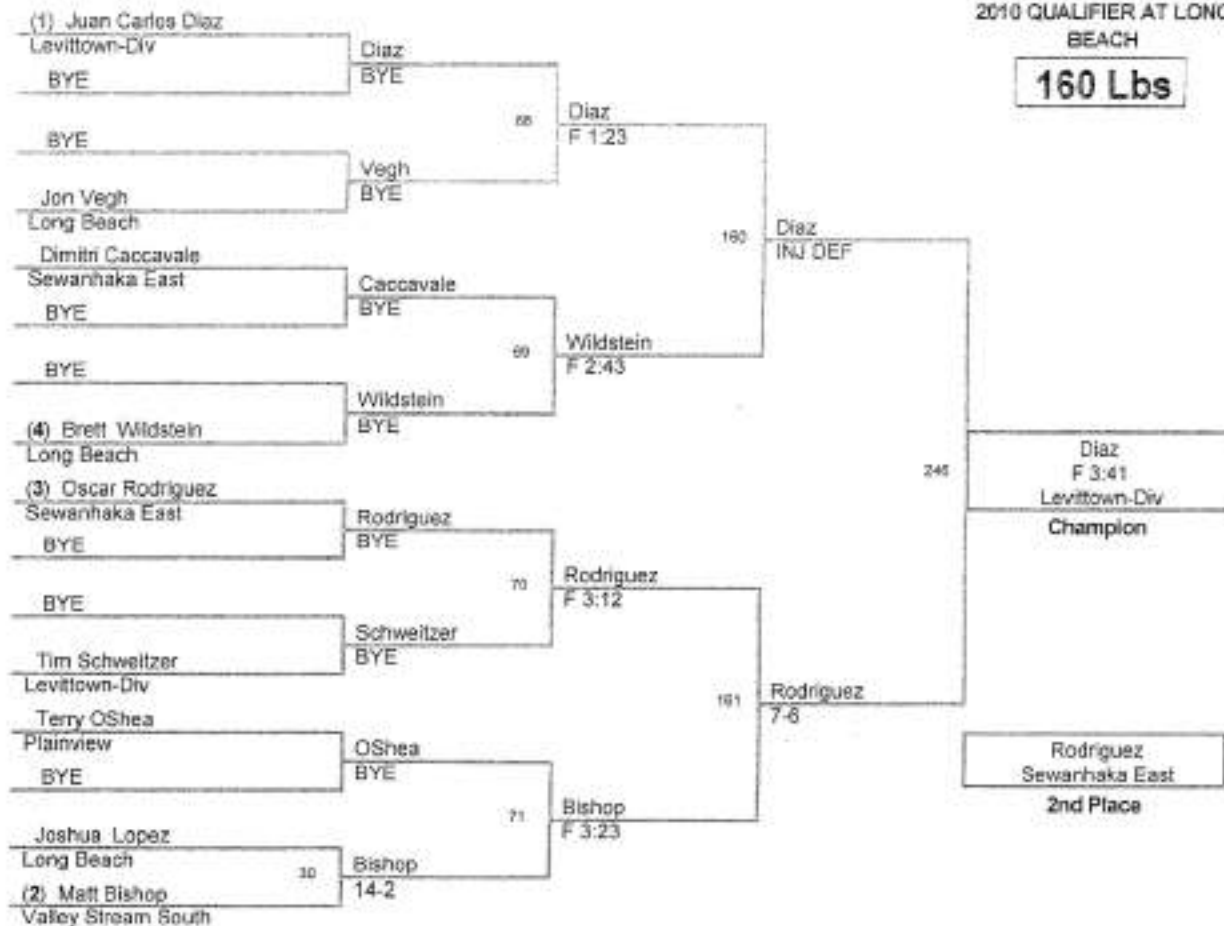 2010 QUALIFIER AT LONG
BEACH
160 Lbs
(1) Juan Carlos Diaz
Levittown-Div
BYE
BYE
Jon Vegh
Long Beach
Dimitri Caccavale
Sewanhaka East
BYE
BYE
(4) Brett Wildstein
Long Beach
(3) Oscar Rodriguez
Sewanhaka East
BYE
BYE
Tim Schweitzer
Levittown-Div
Terry OShea
Plainview
BYE
Joshua Lopez
Long Beach
30
(2) Matt Bishop
Valley Stream South
Diaz
BYE
68
Vegh
BYE
Caccavale
BYE
69
Wildstein
BYE
Rodriguez
BYE
70
Schweitzer
BYE
OShea
BYE
71
Bishop
14-2
Diaz
F 1:23
160
Wildstein
F 2:43
Rodriguez
F 3:12
161
Bishop
F 3:23
Diaz
INJ DEF
246
Rodriguez
7-6
Diaz
F 3:41
Levittown-Div
Champion
Rodriguez
Sewanhaka East
2nd Place